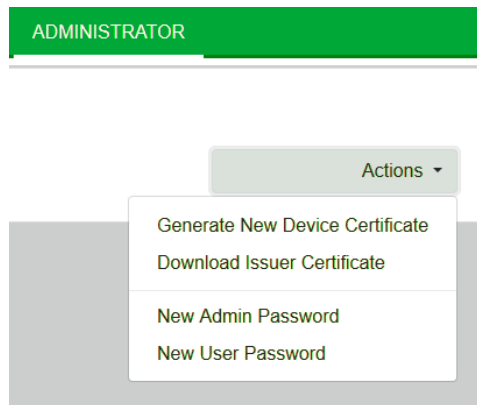 ADMINISTRATOR
Actions
Generate New Device Certificate
Download Issuer Certificate
New Admin Password
New User Password